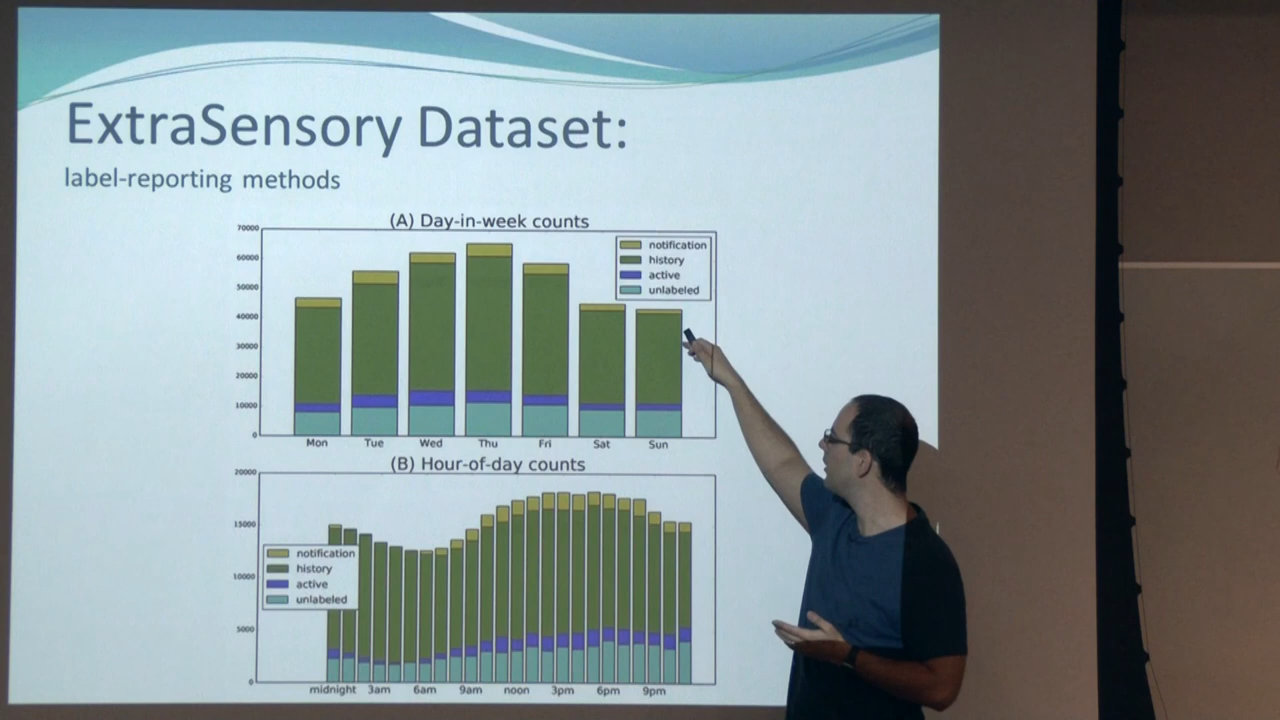 ExtraSensory Dataset:
label-reporting methods
(A) Day-in-week counts
70000
60000
50000
40000
30000
20000
10000
0
notification
history
active
unlabeled
Mon Tue Wed Thu Fri Sat Sun
(B) Hour-of-day counts
20000
15000
10000
5000
0
notification
history
active
unlabeled
midnight 3am 6am 9am noon 3pm 6pm 9pm